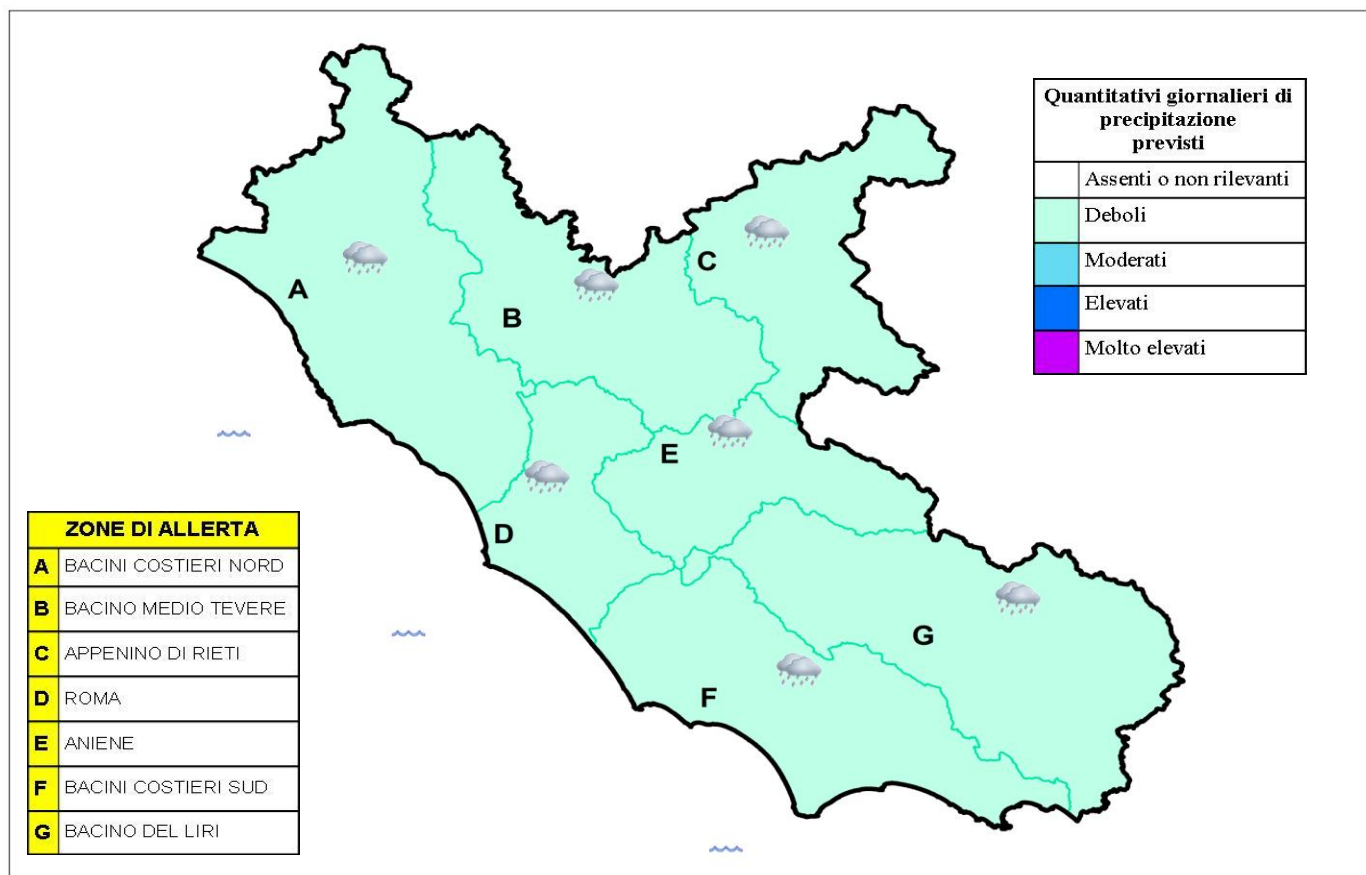 Quantitativi giornalieri di
precipitazione
previsti
Assenti o non rilevanti
Deboli
Moderati
Elevati
Molto elevati
A
B
C
D
E
F
G
ZONE DI ALLERTA
A BACINI COSTIERI NORD
B BACINO MEDIO TEVERE
C APPENINO DI RIETI
D ROMA
E ANIENE
F BACINI COSTIERI SUD
G BACINO DEL LIRI